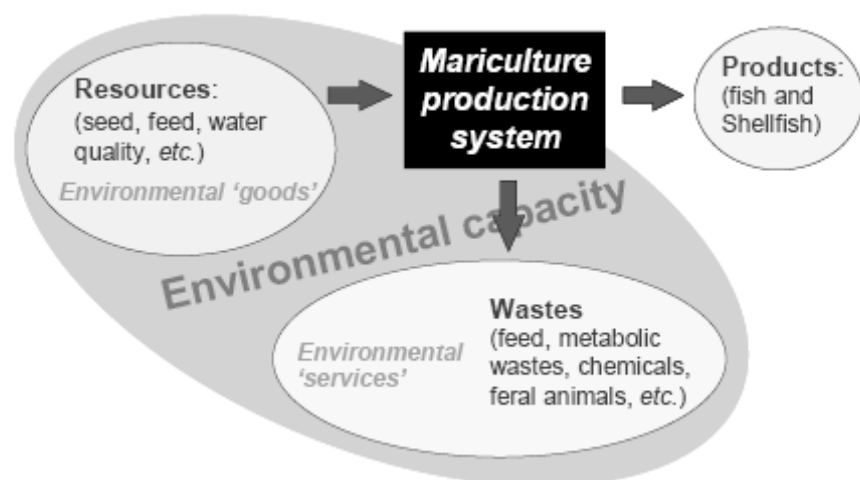 Resources:
(seed, feed, water
quality, etc.)
Environmental 'goods'
Mariculture
production
system
Products:
(fish and
Shellfish)
Environmental capacity
Environmental
'services'
Wastes
(feed, metabolic
wastes, chemicals,
feral animals, etc.)